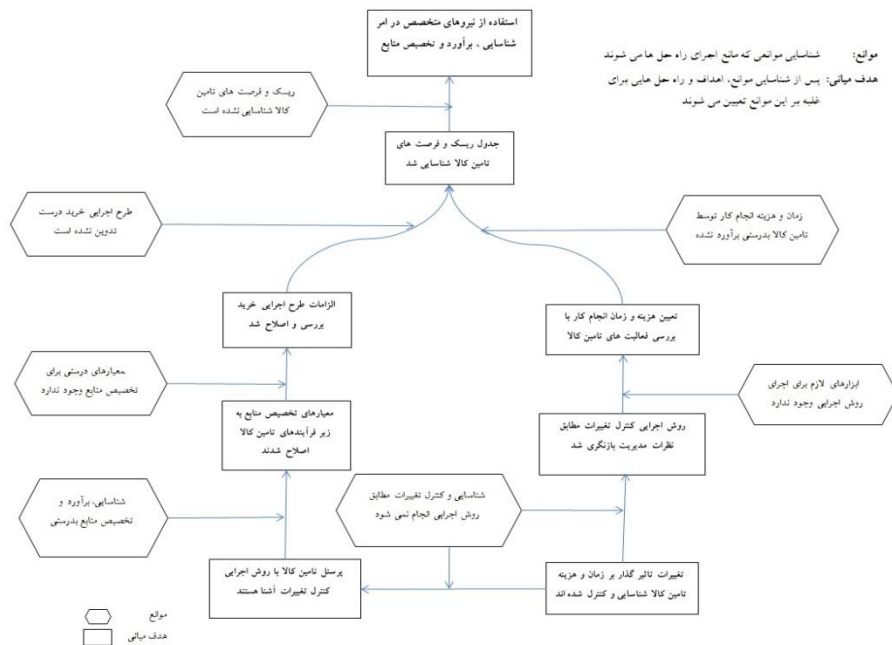 استفاده از نیروهای متخصص در امر
شناسایی ، برآورد و تخصیص منابع
موانع: شناسایی موانعی که مانع اجرای راه حل ها می شوند
هدف میانی: پس از شناسایی موانع، اهداف و راه حل هایی برای
غلبه بر این موانع تعیین می شوند
ریسک و فرصت های تامین
کالا شناسایی نشده است
جدول ریسک و فرصت های
تامین کالا شناسایی شد
طرح اجرایی خرید درست
تدوین نشده است
زمان و هزینه انجام کار توسط
تامین کالا بدرستی برآورد نشده
الزامات طرح اجرایی خرید
بررسی و اصلاح شد
تعیین هزینه و زمان انجام کار با
بررسی فعالیت های تامین کالا
معیارهای درستی برای
تخصیص منابع وجود ندارد
ابزارهای لازم برای اجرای
روش اجرایی وجود ندارد
معیارهای تخصیص منابع به
زیر فرآیندهای تامین کالا
اصلاح شدند
روش اجرایی کنترل تغییرات مطابق
نظرات مدیریت بازنگری شد
شناسایی، برآورد و
تخصیص منابع بدرستی
شناسایی و کنترل تغییرات مطابق
روش اجرایی انجام نمی شود
پرسنل تامین کالا با روش اجرایی
کنترل تغییرات آشنا هستند
تغییرات تاثیر گذار بر زمان و هزینه
تامین کالا شناسایی و کنترل شده اند
موانع
هدف میانی